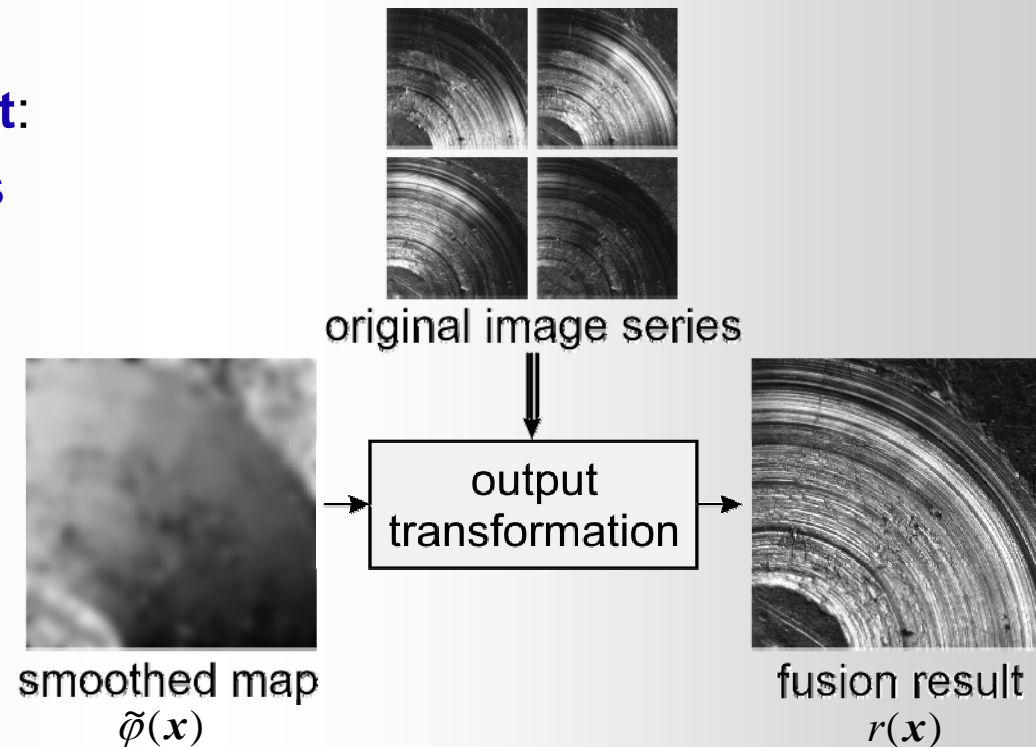 t:
s
original image series
output
transformation
smoothed map
φ̃(x)
fusion result
r(x)